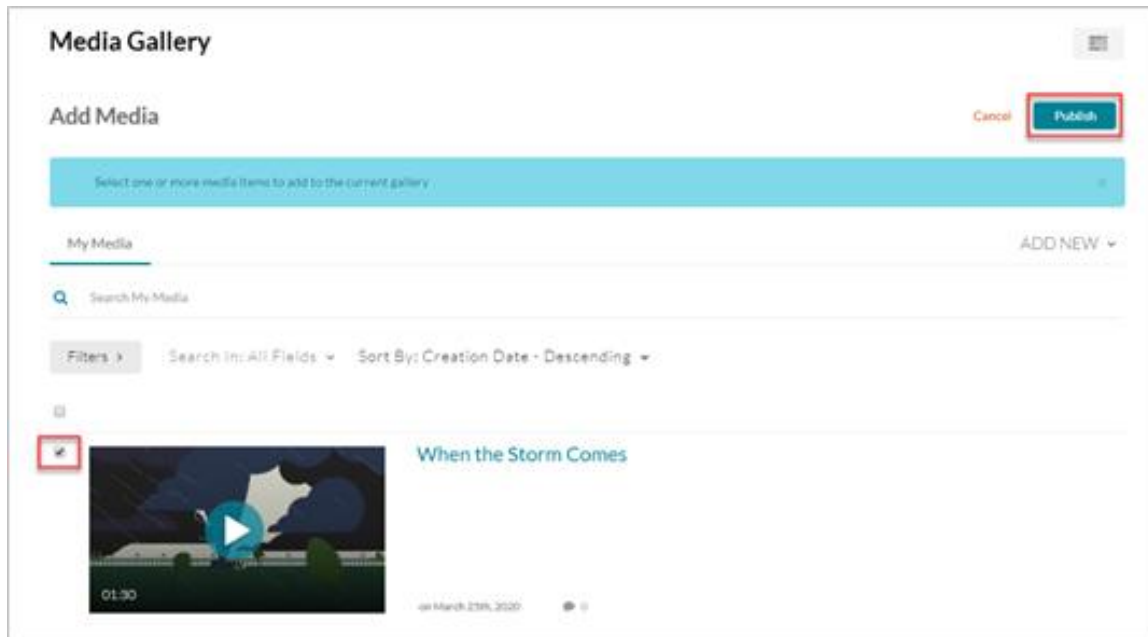 Media Gallery
Add Media
Cancel
Publish
Select one or more media items to add to the current gallery
My Media
ADD NEW
Search My Media
Filters
Search In: All Fields
Sort By: Creation Date - Descending
When the Storm Comes
01:30
on March 25th, 2020
0